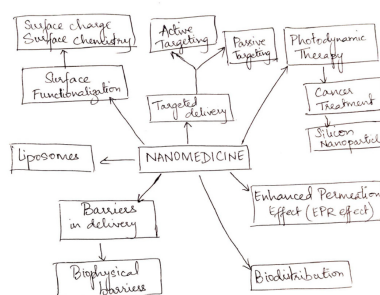 Surface charge
Surface Chemistry
Active
Targeting
Passive
Targeting
Photodynamic
Therapy
Surface
Functionalization
Targeted
delivery
Cancer
Treatment
Silicon
Nanoparticl
Liposomes
NANOMEDICINE
Barriers
in delivery
Enhanced Permeation
Effect (EPR effect)
Biophysical
barriers
Biodistribution